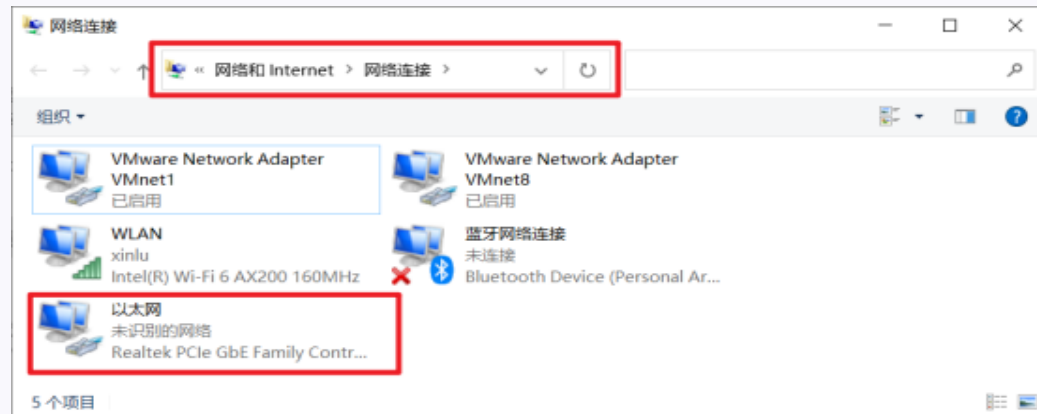 网络连接
« 网络和 Internet > 网络连接 >
组织
VMware Network Adapter
VMnet1
已启用
VMware Network Adapter
VMnet8
已启用
WLAN
xinlu
Intel(R) Wi-Fi 6 AX200 160MHz
蓝牙网络连接
未连接
Bluetooth Device (Personal Ar...
以太网
未识别的网络
Realtek PCIe GbE Family Contr...
5 个项目